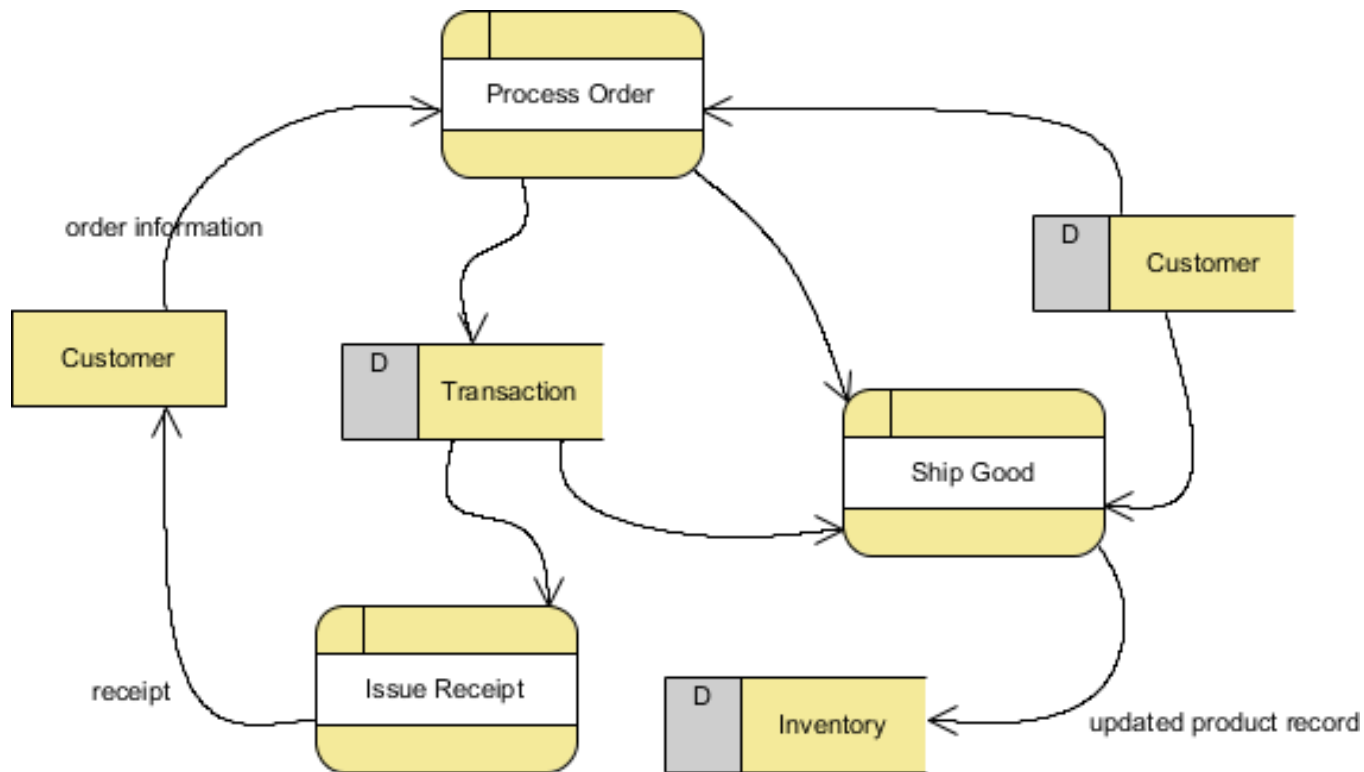 Process Order
order information
D
Customer
Customer
D
Transaction
Ship Good
Issue Receipt
receipt
D
Inventory
updated product record